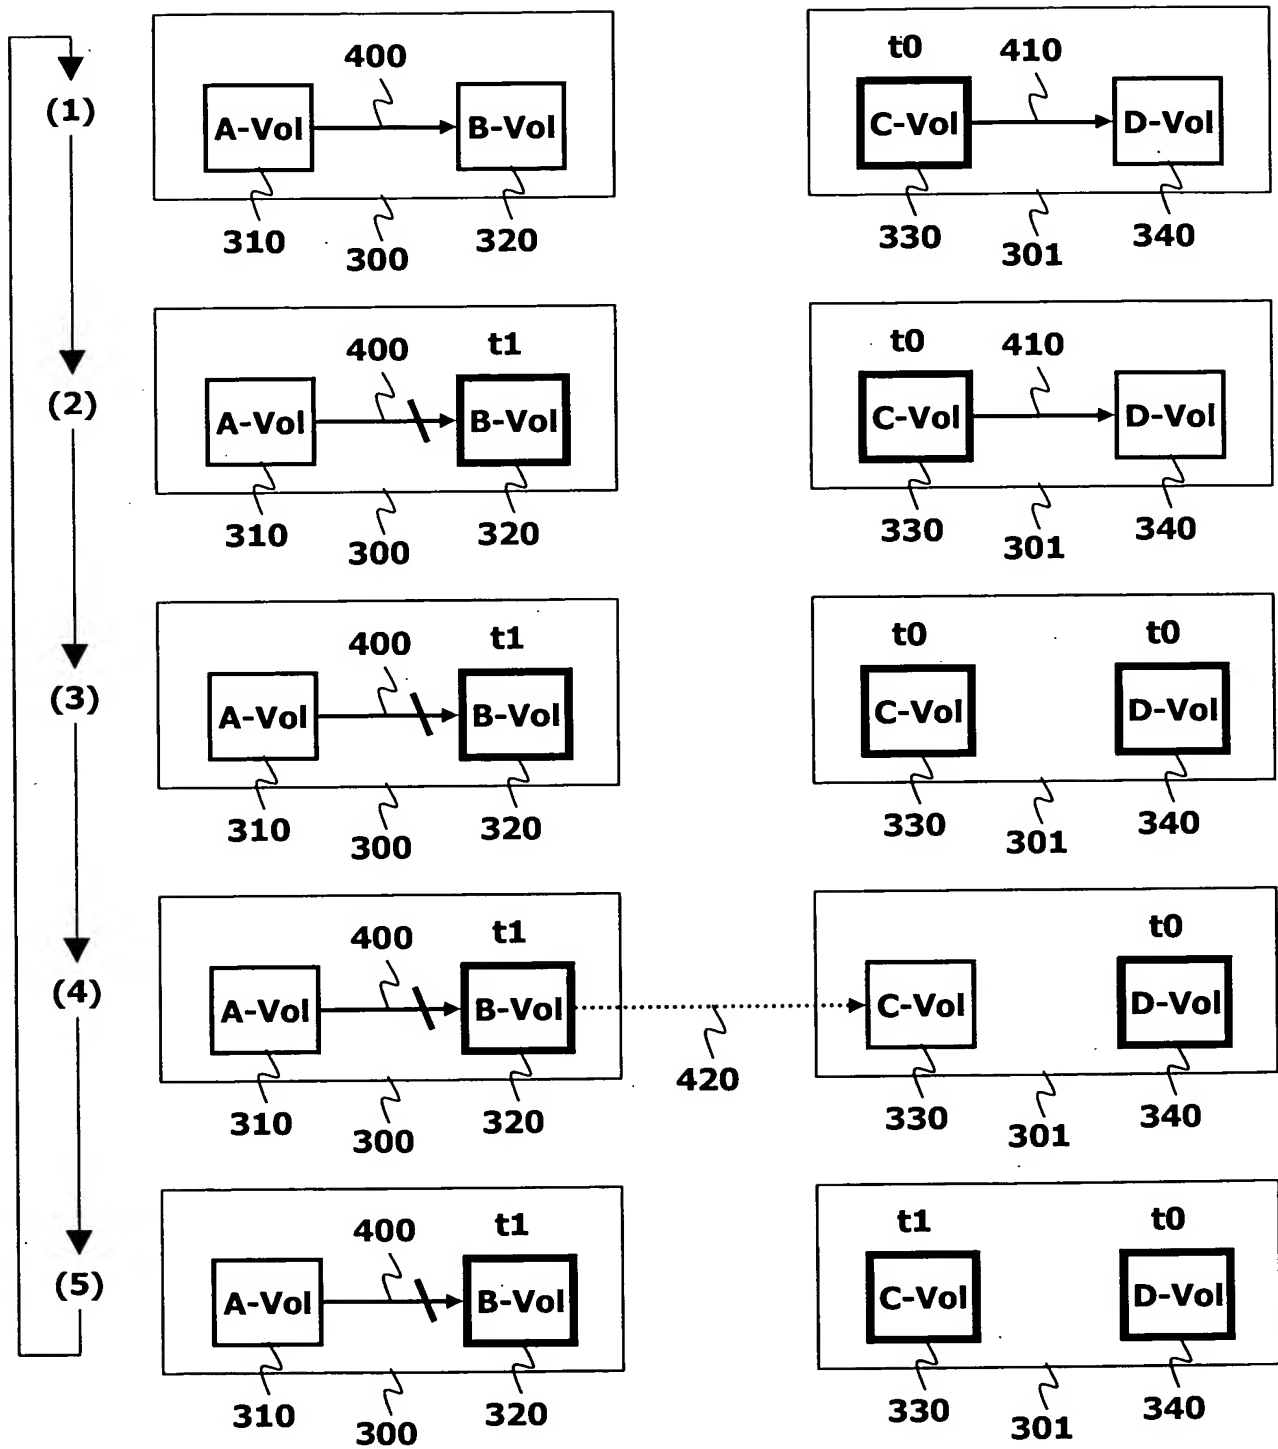 400 t0 410
(1) A-Vol B-Vol C-Vol D-Vol
310 300 320 330 301 340
400 t1 t0 410
(2) A-Vol B-Vol C-Vol D-Vol
310 300 320 330 301 340
400 t1 t0 t0
(3) A-Vol B-Vol C-Vol D-Vol
310 300 320 330 301 340
400 t1 t0
(4) A-Vol B-Vol C-Vol D-Vol
310 300 320 420 330 301 340
400 t1 t1 t0
(5) A-Vol B-Vol C-Vol D-Vol
310 300 320 330 301 340